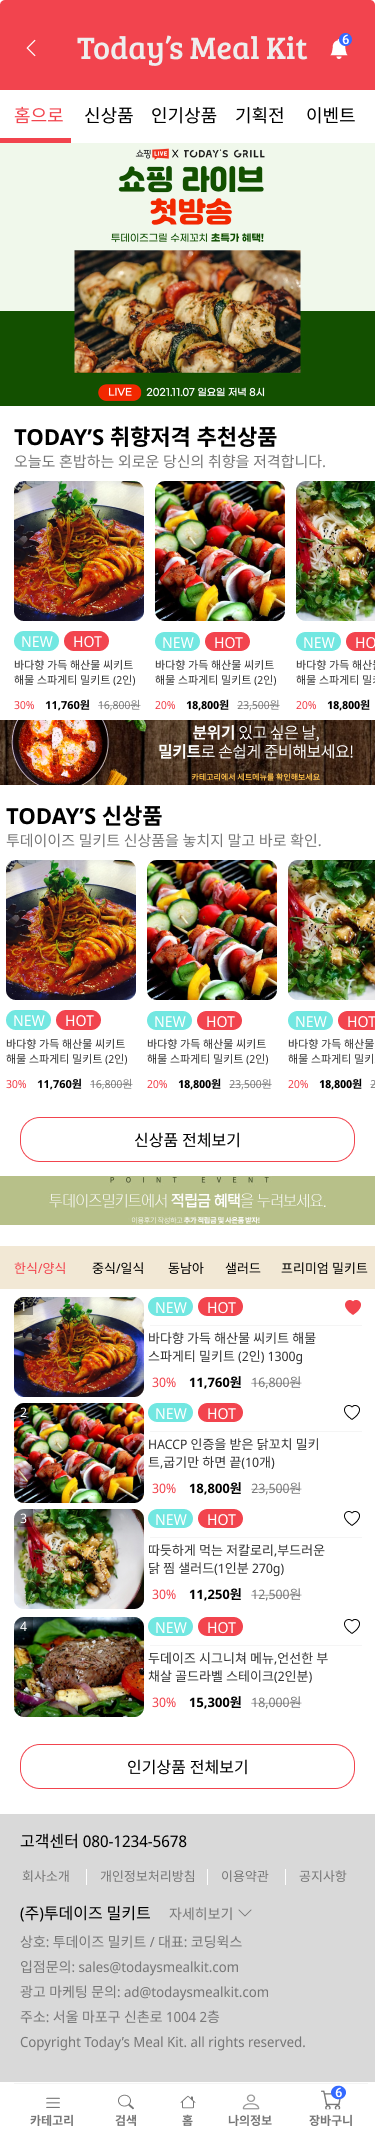 Today's Meal Kit
6
홈으로 신상품 인기상품 기획전 이벤트
쇼핑LIVE X TODAY'S GRILL
쇼핑 라이브
첫방송
투데이즈그릴 수제꼬치 초특가 혜택!
LIVE 2021.11.07 일요일 저녁 8시
TODAY'S 취향저격 추천상품
오늘도 혼밥하는 외로운 당신의 취향을 저격합니다.
NEW HOT
바다향 가득 해산물 씨키트
해물 스파게티 밀키트 (2인)
30% 11,760원 16,800원
NEW HOT
바다향 가득 해산물 씨키트
해물 스파게티 밀키트 (2인)
20% 18,800원 23,500원
NEW HO
바다향 가득 해산물
해물 스파게티 밀키
20% 18,800원
분위기 있고 싶은 날,
밀키트로 손쉽게 준비해보세요!
카테고리에서 세트메뉴를 확인해보세요
TODAY'S 신상품
투데이이즈 밀키트 신상품을 놓치지 말고 바로 확인.
NEW HOT
바다향 가득 해산물 씨키트
해물 스파게티 밀키트 (2인)
30% 11,760원 16,800원
NEW HOT
바다향 가득 해산물 씨키트
해물 스파게티 밀키트 (2인)
20% 18,800원 23,500원
NEW HOT
바다향 가득 해산물
해물 스파게티 밀키
20% 18,800원 2
신상품 전체보기
POINT EVENT
투데이즈밀키트에서 적립금 혜택을 누려보세요.
이용후기 작성하고 추가 적립금 및 사은품 받자!
한식/양식 중식/일식 동남아 샐러드 프리미엄 밀키트
1
NEW HOT
바다향 가득 해산물 씨키트 해물
스파게티 밀키트 (2인) 1300g
30% 11,760원 16,800원
2
NEW HOT
HACCP 인증을 받은 닭꼬치 밀키
트,굽기만 하면 끝(10개)
30% 18,800원 23,500원
3
NEW HOT
따듯하게 먹는 저칼로리,부드러운
닭 찜 샐러드(1인분 270g)
30% 11,250원 12,500원
4
NEW HOT
두데이즈 시그니쳐 메뉴,언선한 부
채살 골드라벨 스테이크(2인분)
30% 15,300원 18,000원
인기상품 전체보기
고객센터 080-1234-5678
회사소개 개인정보처리방침 이용약관 공지사항
(주)투데이즈 밀키트 자세히보기
상호: 투데이즈 밀키트 / 대표: 코딩웍스
입점문의: sales@todaysmealkit.com
광고 마케팅 문의: ad@todaysmealkit.com
주소: 서울 마포구 신촌로 1004 2층
Copyright Today's Meal Kit. all rights reserved.
6
카테고리 검색 홈 나의정보 장바구니